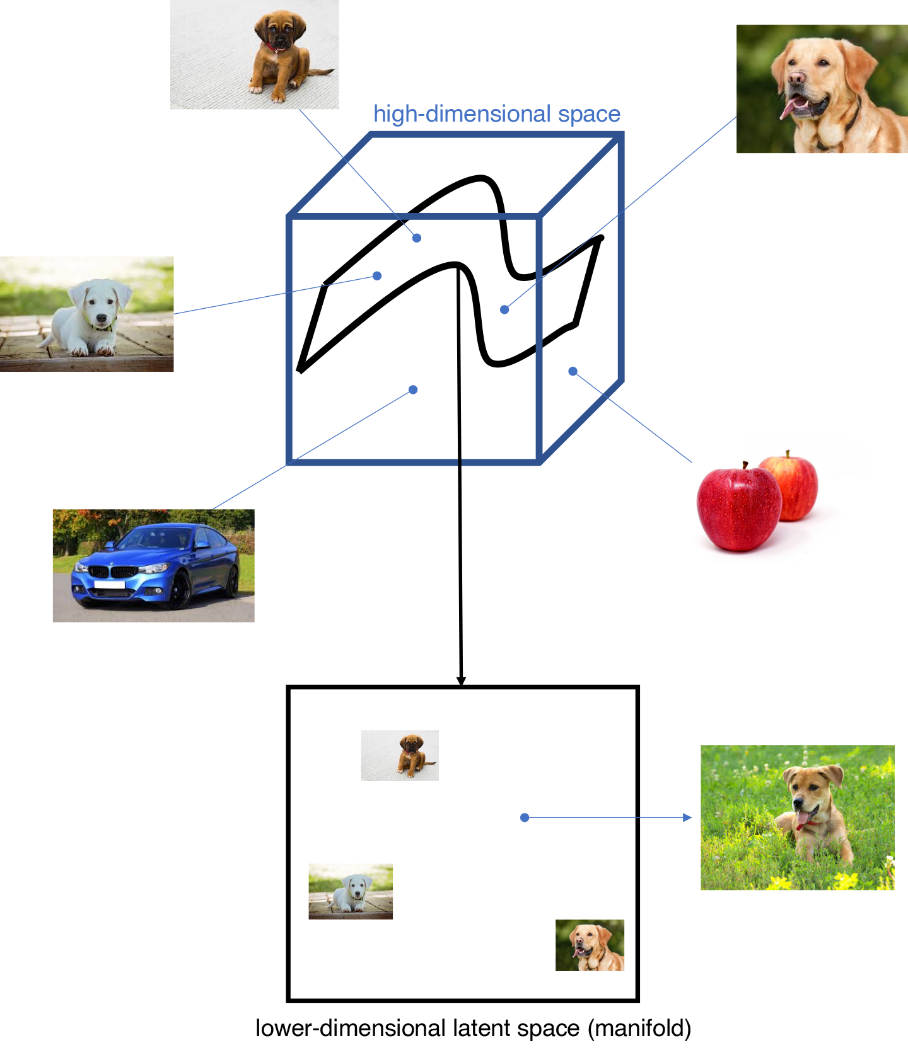 high-dimensional space
lower-dimensional latent space (manifold)